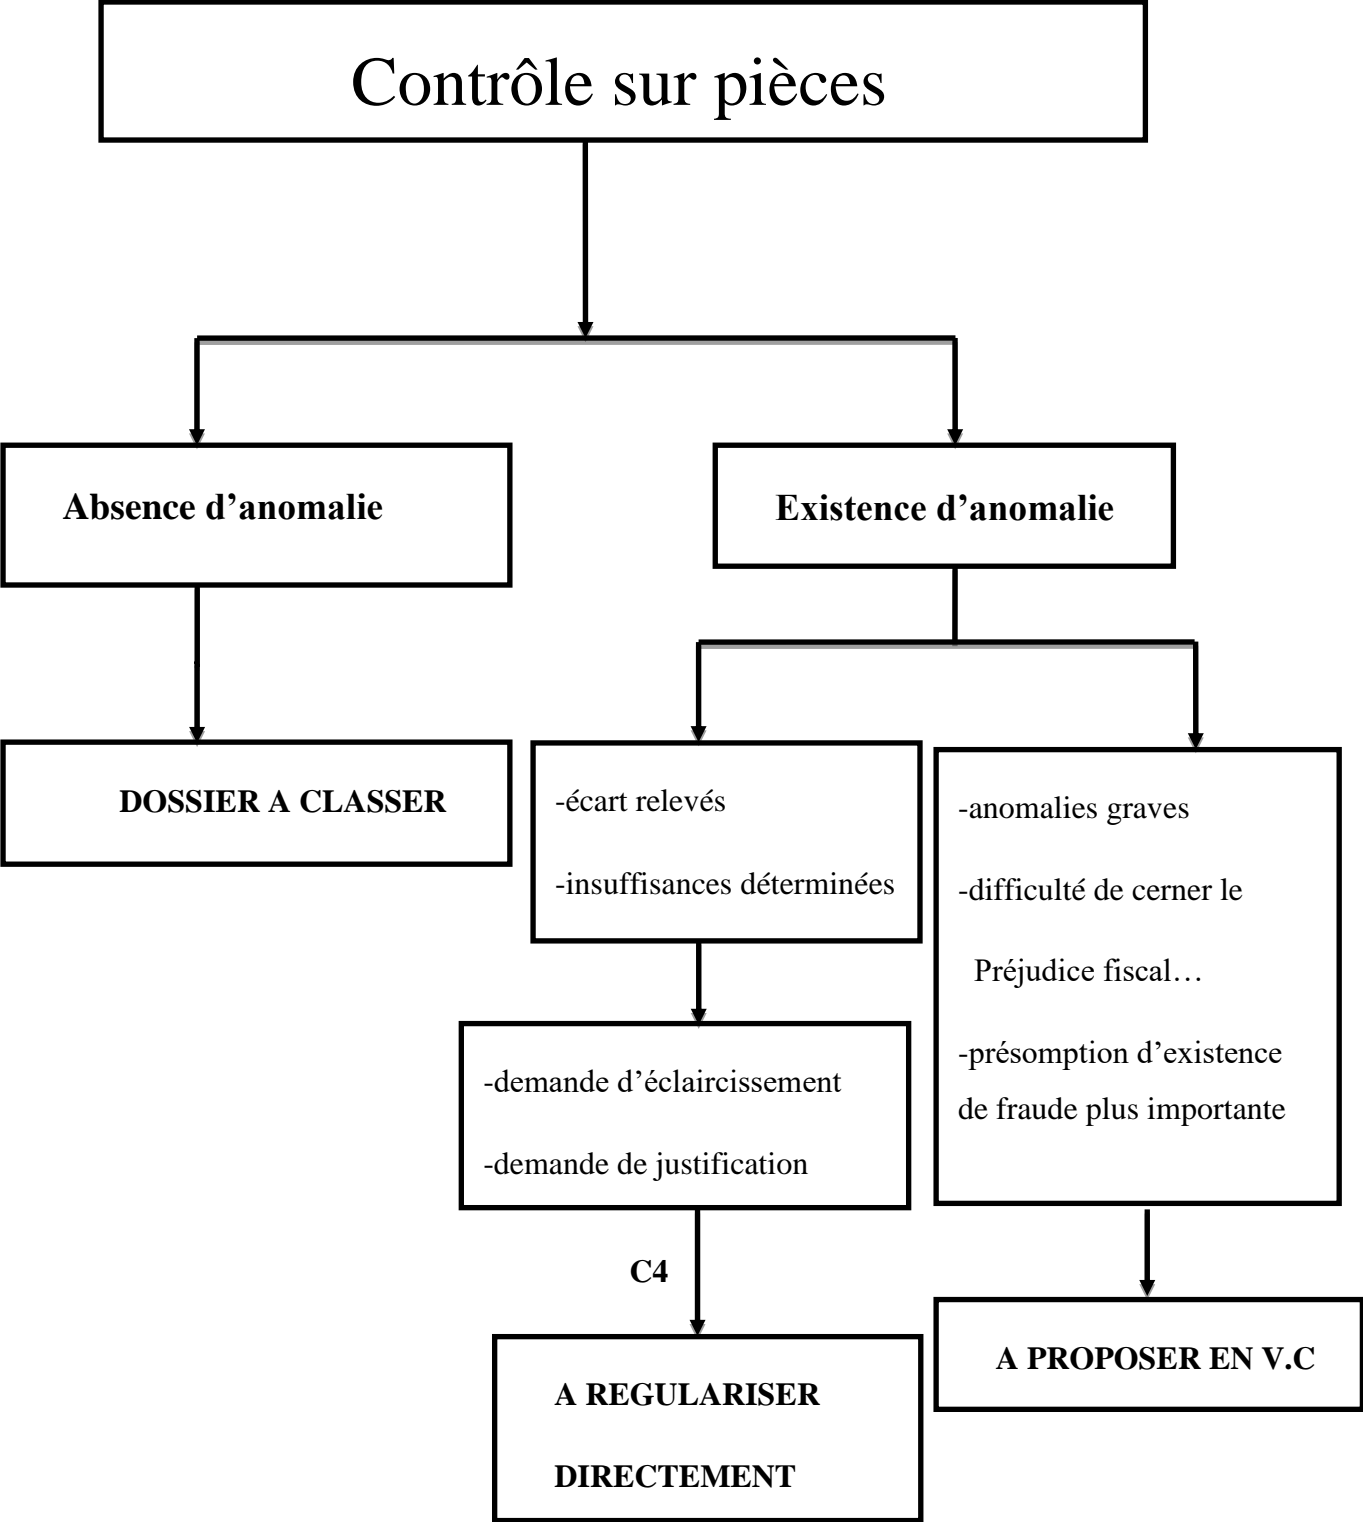 Contrôle sur pièces
Absence d’anomalie
Existence d’anomalie
DOSSIER A CLASSER
-écart relevés
-insuffisances déterminées
-anomalies graves
-difficulté de cerner le
Préjudice fiscal…
-présomption d’existence
de fraude plus importante
-demande d’éclaircissement
-demande de justification
C4
A REGULARISER
DIRECTEMENT
A PROPOSER EN V.C